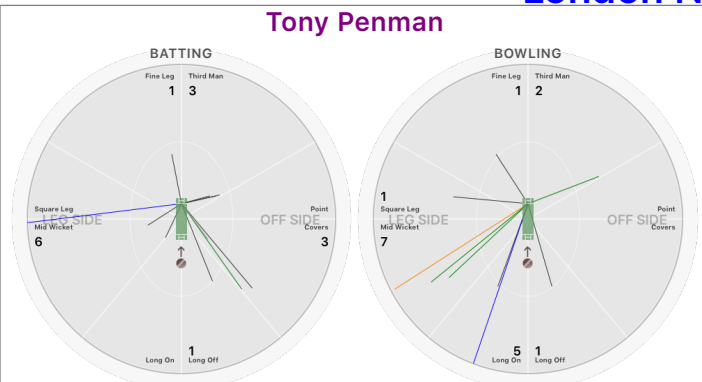 London N
Tony Penman
BATTING
Fine Leg
1
Third Man
3
Square Leg
LEG SIDE
Mid Wicket
6
Point
OFF SIDE
Covers
3
Long On
1
Long Off
BOWLING
Fine Leg
1
Third Man
2
1
Square Leg
LEG SIDE
Mid Wicket
7
Point
OFF SIDE
Covers
5
Long On
1
Long Off